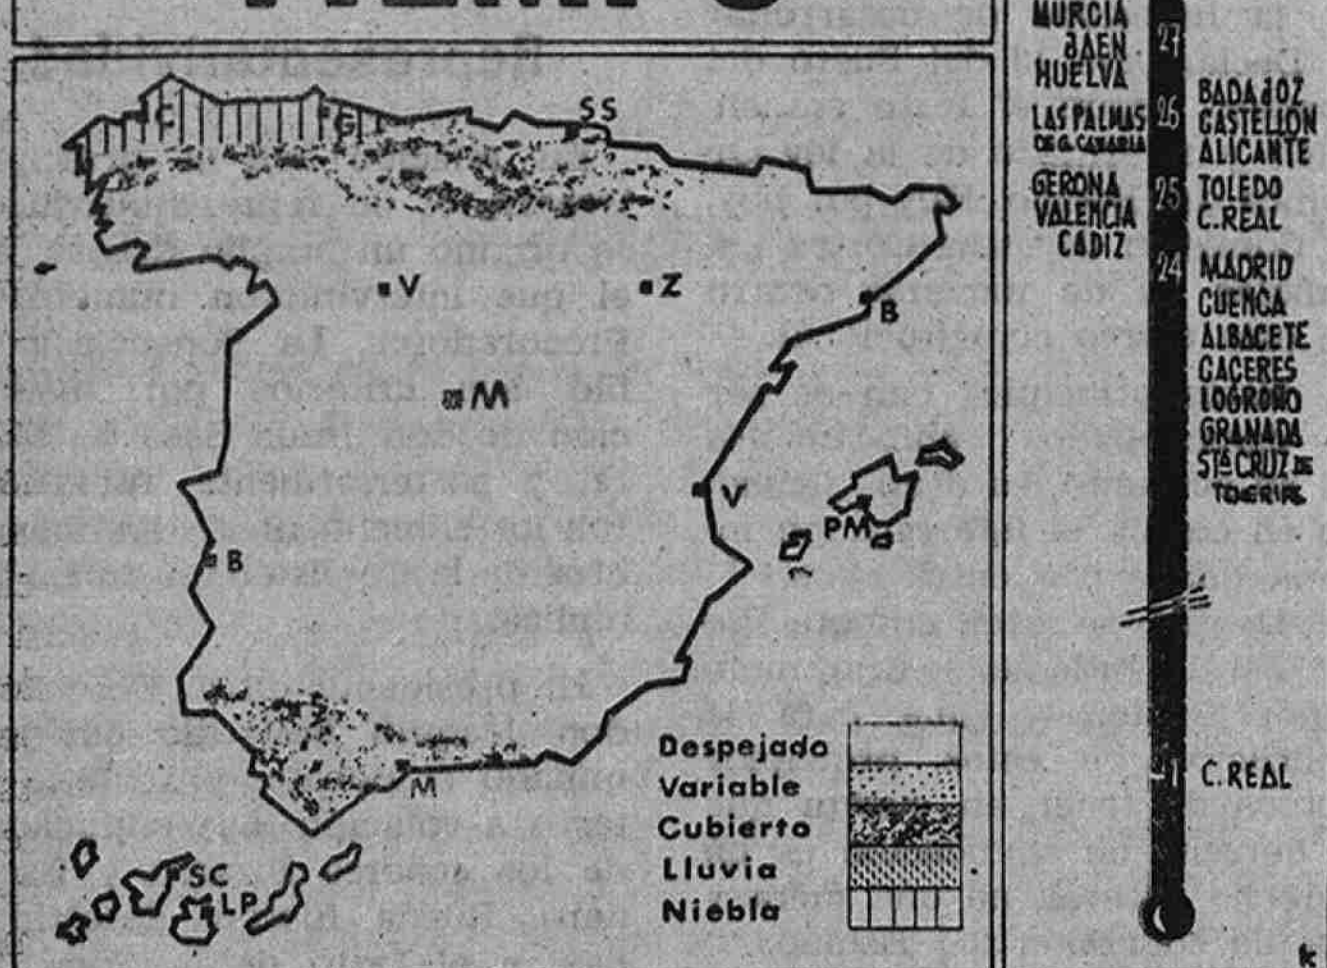 TIEMPO
C
G
SS
V
Z
B
M
V
PM
B
M
SC
LP
Despejado
Variable
Cubierto
Lluvia
Niebla
MURCIA
JAEN
HUELVA
27
LAS PALMAS
DE G. CANARIA
26
BADAJOZ
CASTELLON
ALICANTE
GERONA
VALENCIA
CADIZ
25
TOLEDO
C.REAL
24
MADRID
CUENCA
ALBACETE
CACERES
LOGROÑO
GRANADA
STA CRUZ DE
TENERIFE
-1
C.REAL
k